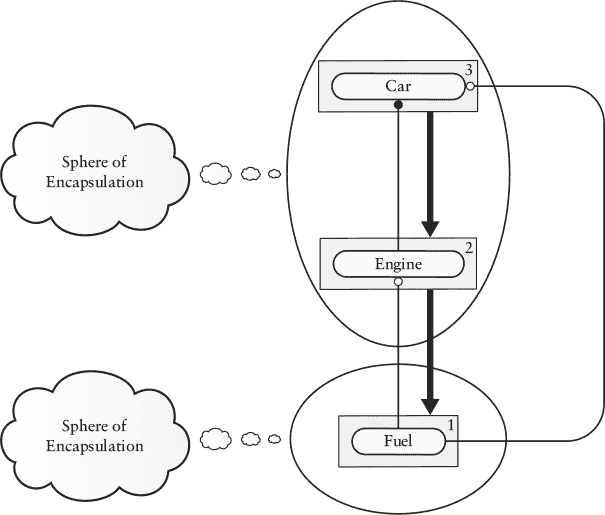 3
Car
Sphere of
Encapsulation
2
Engine
Sphere of
Encapsulation
1
Fuel